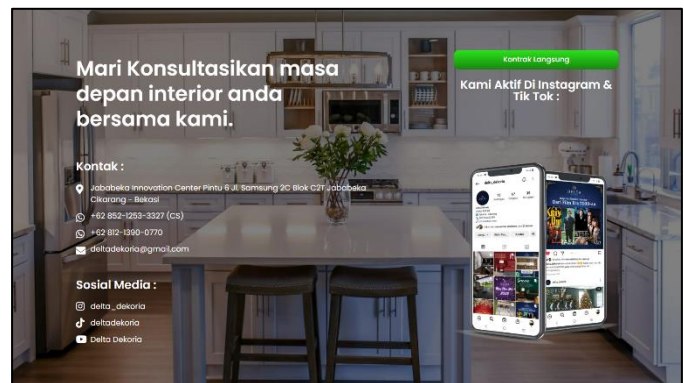 Mari Konsultasikan masa
depan interior anda
bersama kami.
Kontak :
Jababeka Innovation Center Pintu 6 Jl. Samsung 2C Blok C2T Jababeka
Cikarang – Bekasi
+62 852-1253-3327 (CS)
+62 812-1390-0770
deltadekoria@gmail.com
Sosial Media :
delta_dekoria
deltadekoria
Delta Dekoria
Kontrak Langsung
Kami Aktif Di Instagram &
Tik Tok :
delta_dekoria
DELTA